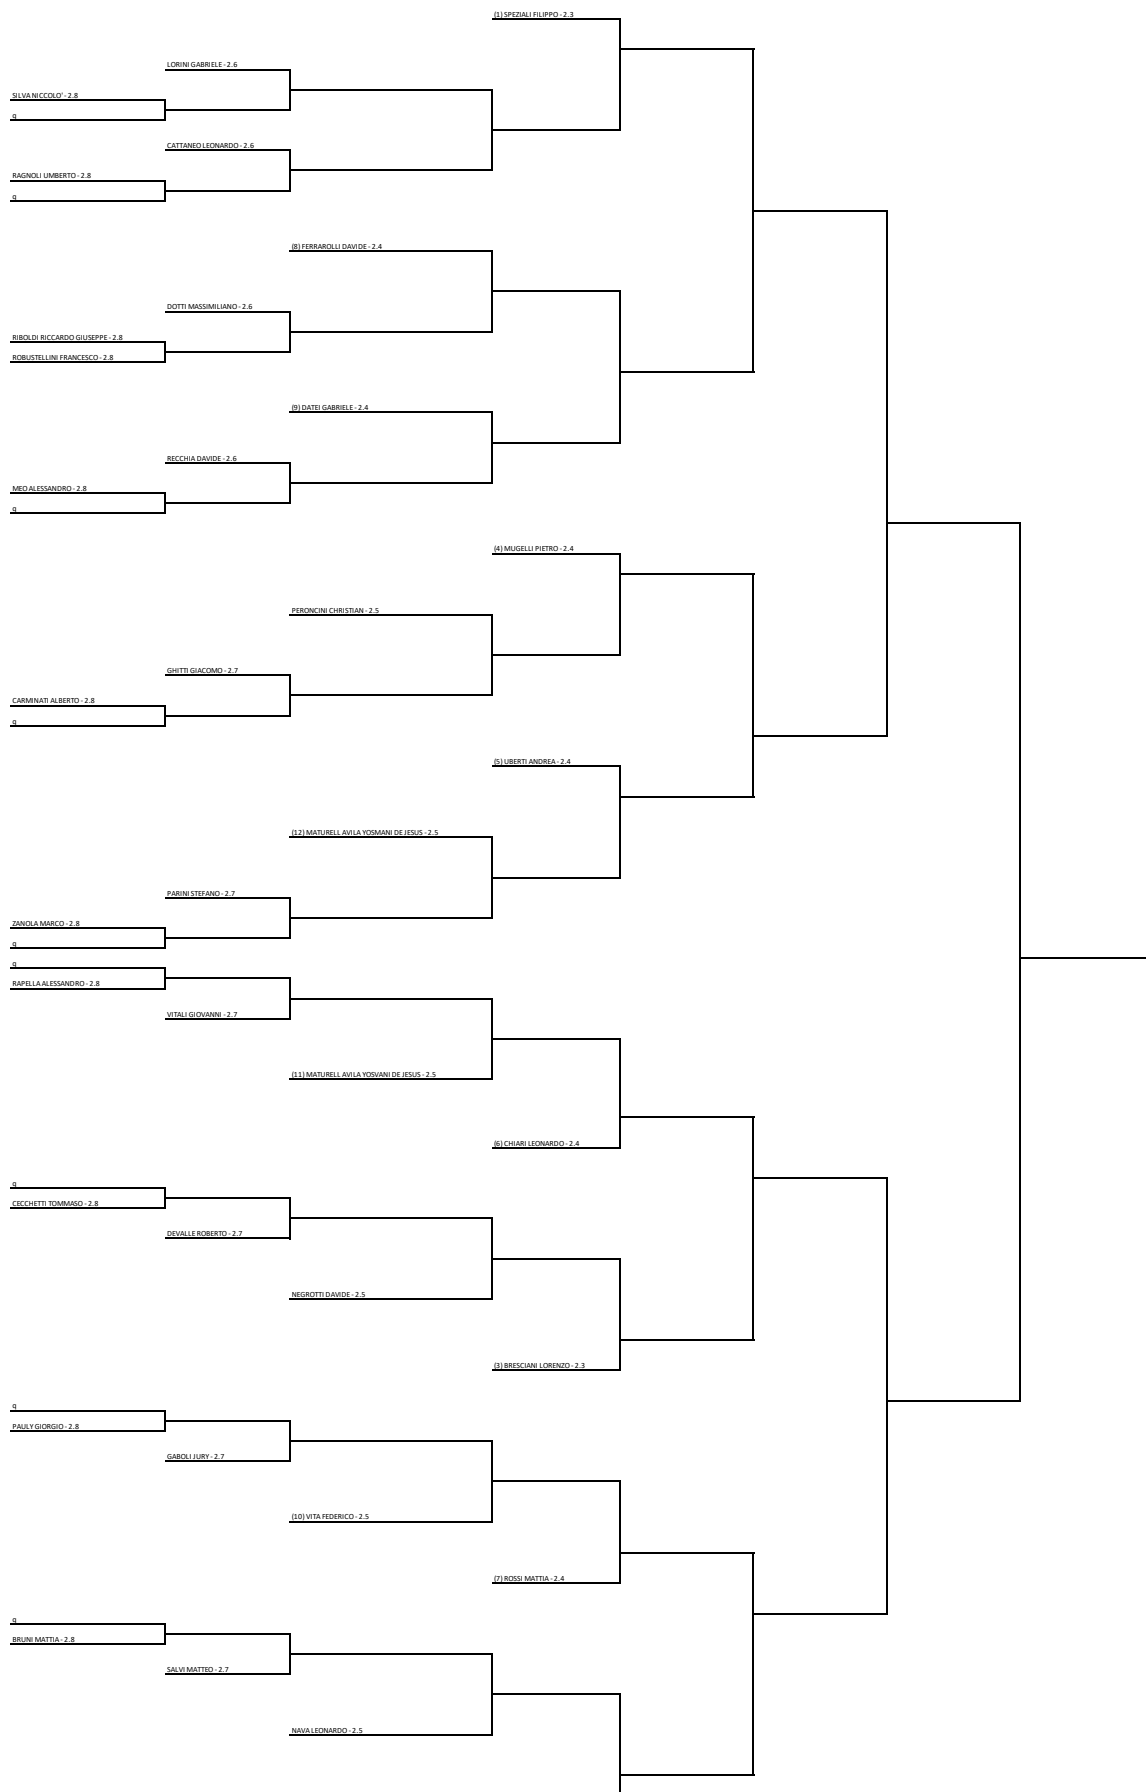 (1) SPEZIALI FILIPPO - 2.3
LORINI GABRIELE - 2.6
SILVA NICCOLO' - 2.8
q
CATTANEO LEONARDO - 2.6
RAGNOLI UMBERTO - 2.8
q
(8) FERRAROLLI DAVIDE - 2.4
DOTTI MASSIMILIANO - 2.6
RIBOLDI RICCARDO GIUSEPPE - 2.8
ROBUSTELLINI FRANCESCO - 2.8
(9) DATEI GABRIELE - 2.4
RECCHIA DAVIDE - 2.6
MEO ALESSANDRO - 2.8
q
(4) MUGELLI PIETRO - 2.4
PERONCINI CHRISTIAN - 2.5
GHITTI GIACOMO - 2.7
CARMINATI ALBERTO - 2.8
q
(5) UBERTI ANDREA - 2.4
(12) MATURELL AVILA YOSMANI DE JESUS - 2.5
PARINI STEFANO - 2.7
ZANOLA MARCO - 2.8
q
q
RAPELLA ALESSANDRO - 2.8
VITALI GIOVANNI - 2.7
(11) MATURELL AVILA YOSVANI DE JESUS - 2.5
(6) CHIARI LEONARDO - 2.4
q
CECCHETTI TOMMASO - 2.8
DEVALLE ROBERTO - 2.7
NEGROTTI DAVIDE - 2.5
(3) BRESCIANI LORENZO - 2.3
q
PAULY GIORGIO - 2.8
GABOLI JURY - 2.7
(10) VITA FEDERICO - 2.5
(7) ROSSI MATTIA - 2.4
q
BRUNI MATTIA - 2.8
SALVI MATTEO - 2.7
NAVA LEONARDO - 2.5